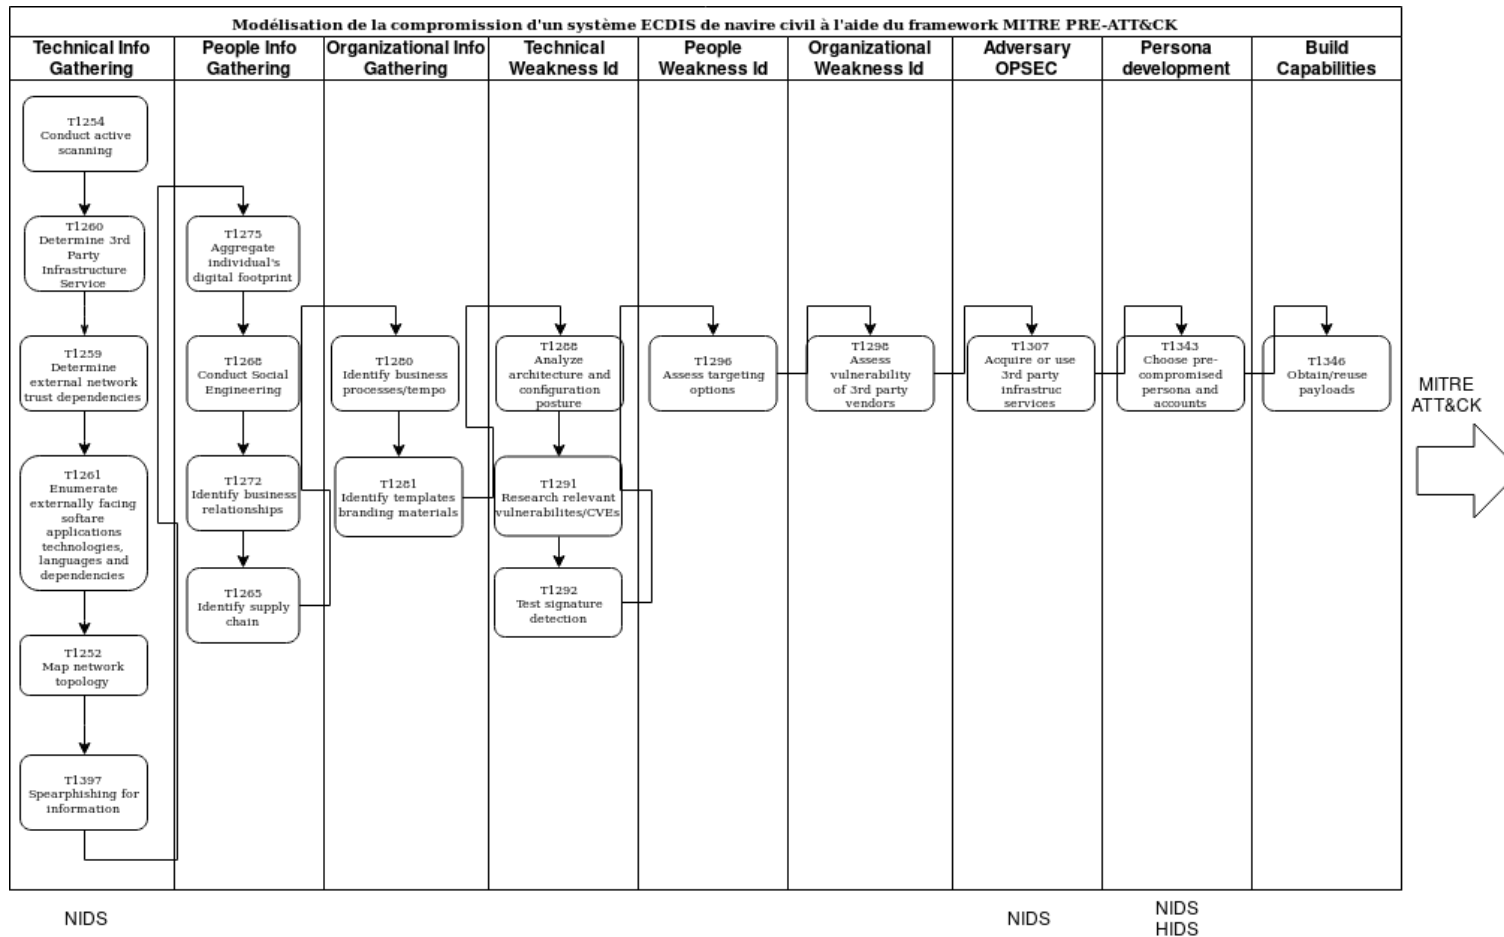 Modélisation de la compromission d'un système ECDIS de navire civil à l'aide du framework MITRE PRE-ATT&CK
Technical Info
Gathering
People Info
Gathering
Organizational Info
Gathering
Technical
Weakness Id
People
Weakness Id
Organizational
Weakness Id
Adversary
OPSEC
Persona
development
Build
Capabilities
T1254
Conduct active
scanning
T1260
Determine 3rd
Party
Infrastructure
Service
T1259
Determine
external network
trust dependencies
T1261
Enumerate
externally facing
softare
applications
technologies,
languages and
dependencies
T1252
Map network
topology
T1397
Spearphishing for
information
T1275
Aggregate
individual's
digital footprint
T1268
Conduct Social
Engineering
T1272
Identify business
relationships
T1265
Identify supply
chain
T1280
Identify business
processes/tempo
T1281
Identify templates
branding materials
T1288
Analyze
architecture and
configuration
posture
T1291
Research relevant
vulnerabilites/CVEs
T1292
Test signature
detection
T1296
Assess targeting
options
T1298
Assess
vulnerability
of 3rd party
vendors
T1307
Acquire or use
3rd party
infrastruc
services
T1343
Choose pre-
compromised
persona and
accounts
T1346
Obtain/reuse
payloads
MITRE
ATT&CK
NIDS
NIDS
NIDS
HIDS